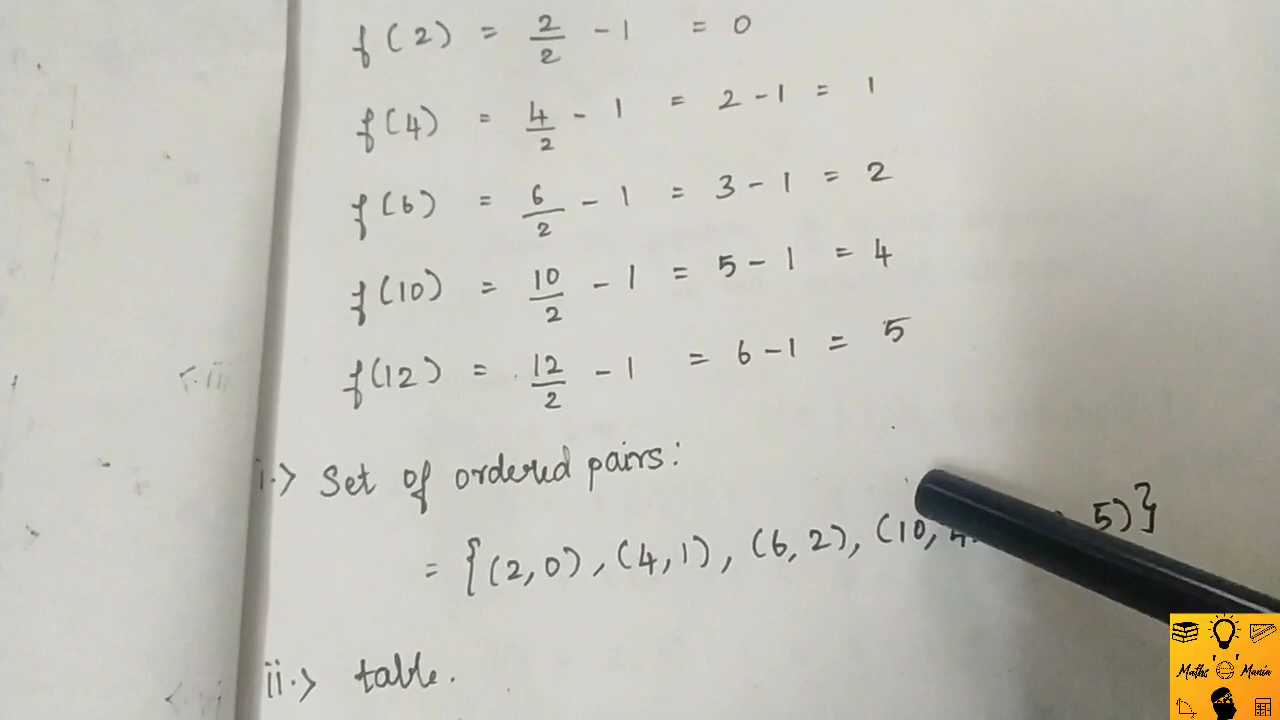 f(2) = 2/2 - 1 = 0
f(4) = 4/2 - 1 = 2 - 1 = 1
f(6) = 6/2 - 1 = 3 - 1 = 2
f(10) = 10/2 - 1 = 5 - 1 = 4
f(12) = 12/2 - 1 = 6 - 1 = 5
i.> Set of ordered pairs:
= {(2,0), (4,1), (6,2), (10, 5)}
ii.> table.
Maths Mania